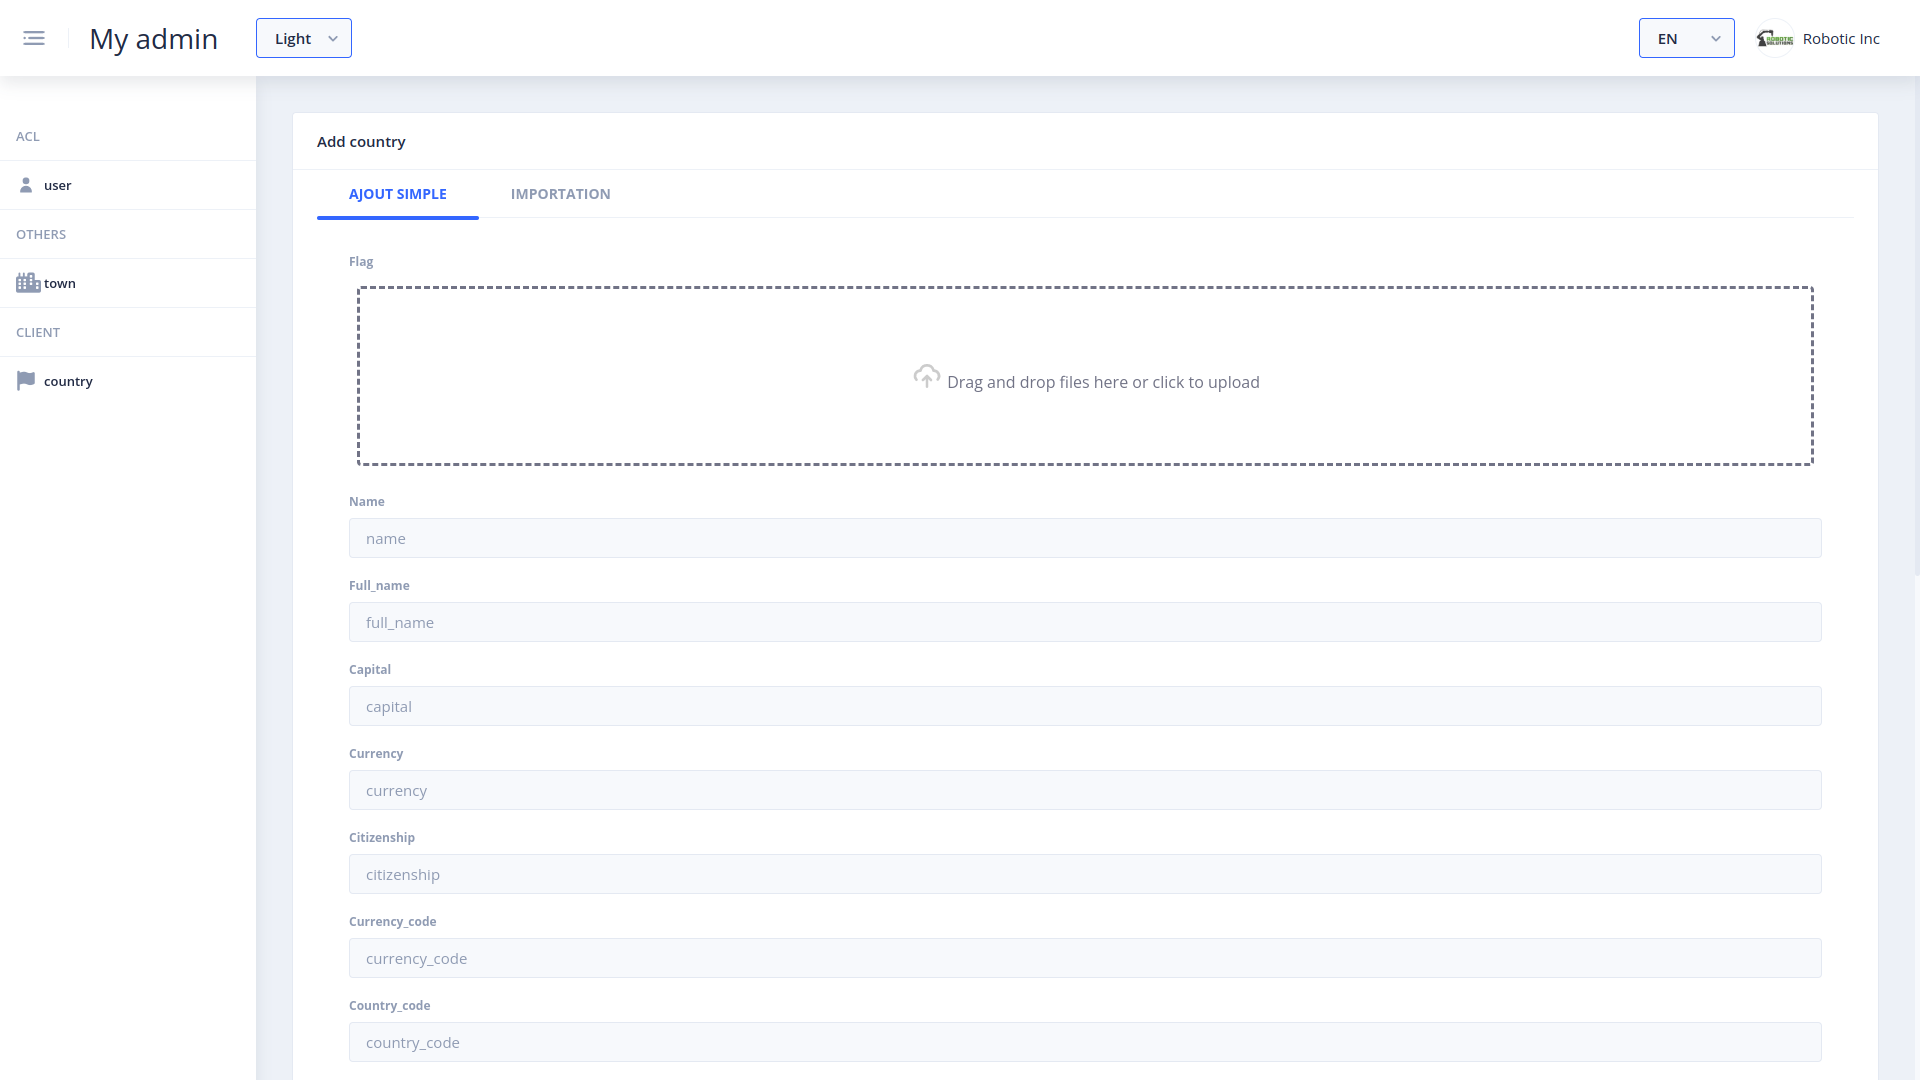 My admin
Light
EN
ROBOTIC
SOLUTIONS
Robotic Inc
ACL
user
OTHERS
town
CLIENT
country
Add country
AJOUT SIMPLE
IMPORTATION
Flag
Drag and drop files here or click to upload
Name
name
Full_name
full_name
Capital
capital
Currency
currency
Citizenship
citizenship
Currency_code
currency_code
Country_code
country_code